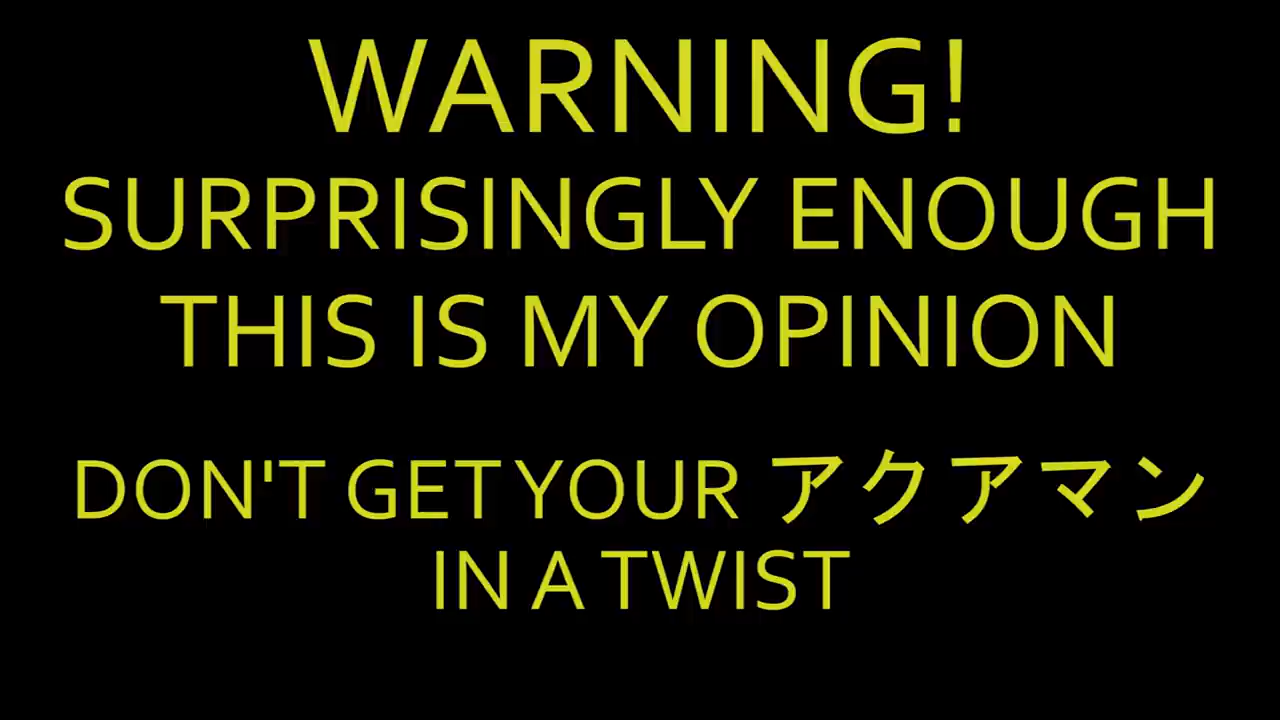 WARNING!
SURPRISINGLY ENOUGH
THIS IS MY OPINION
DON'T GET YOUR アクアマン
IN A TWIST